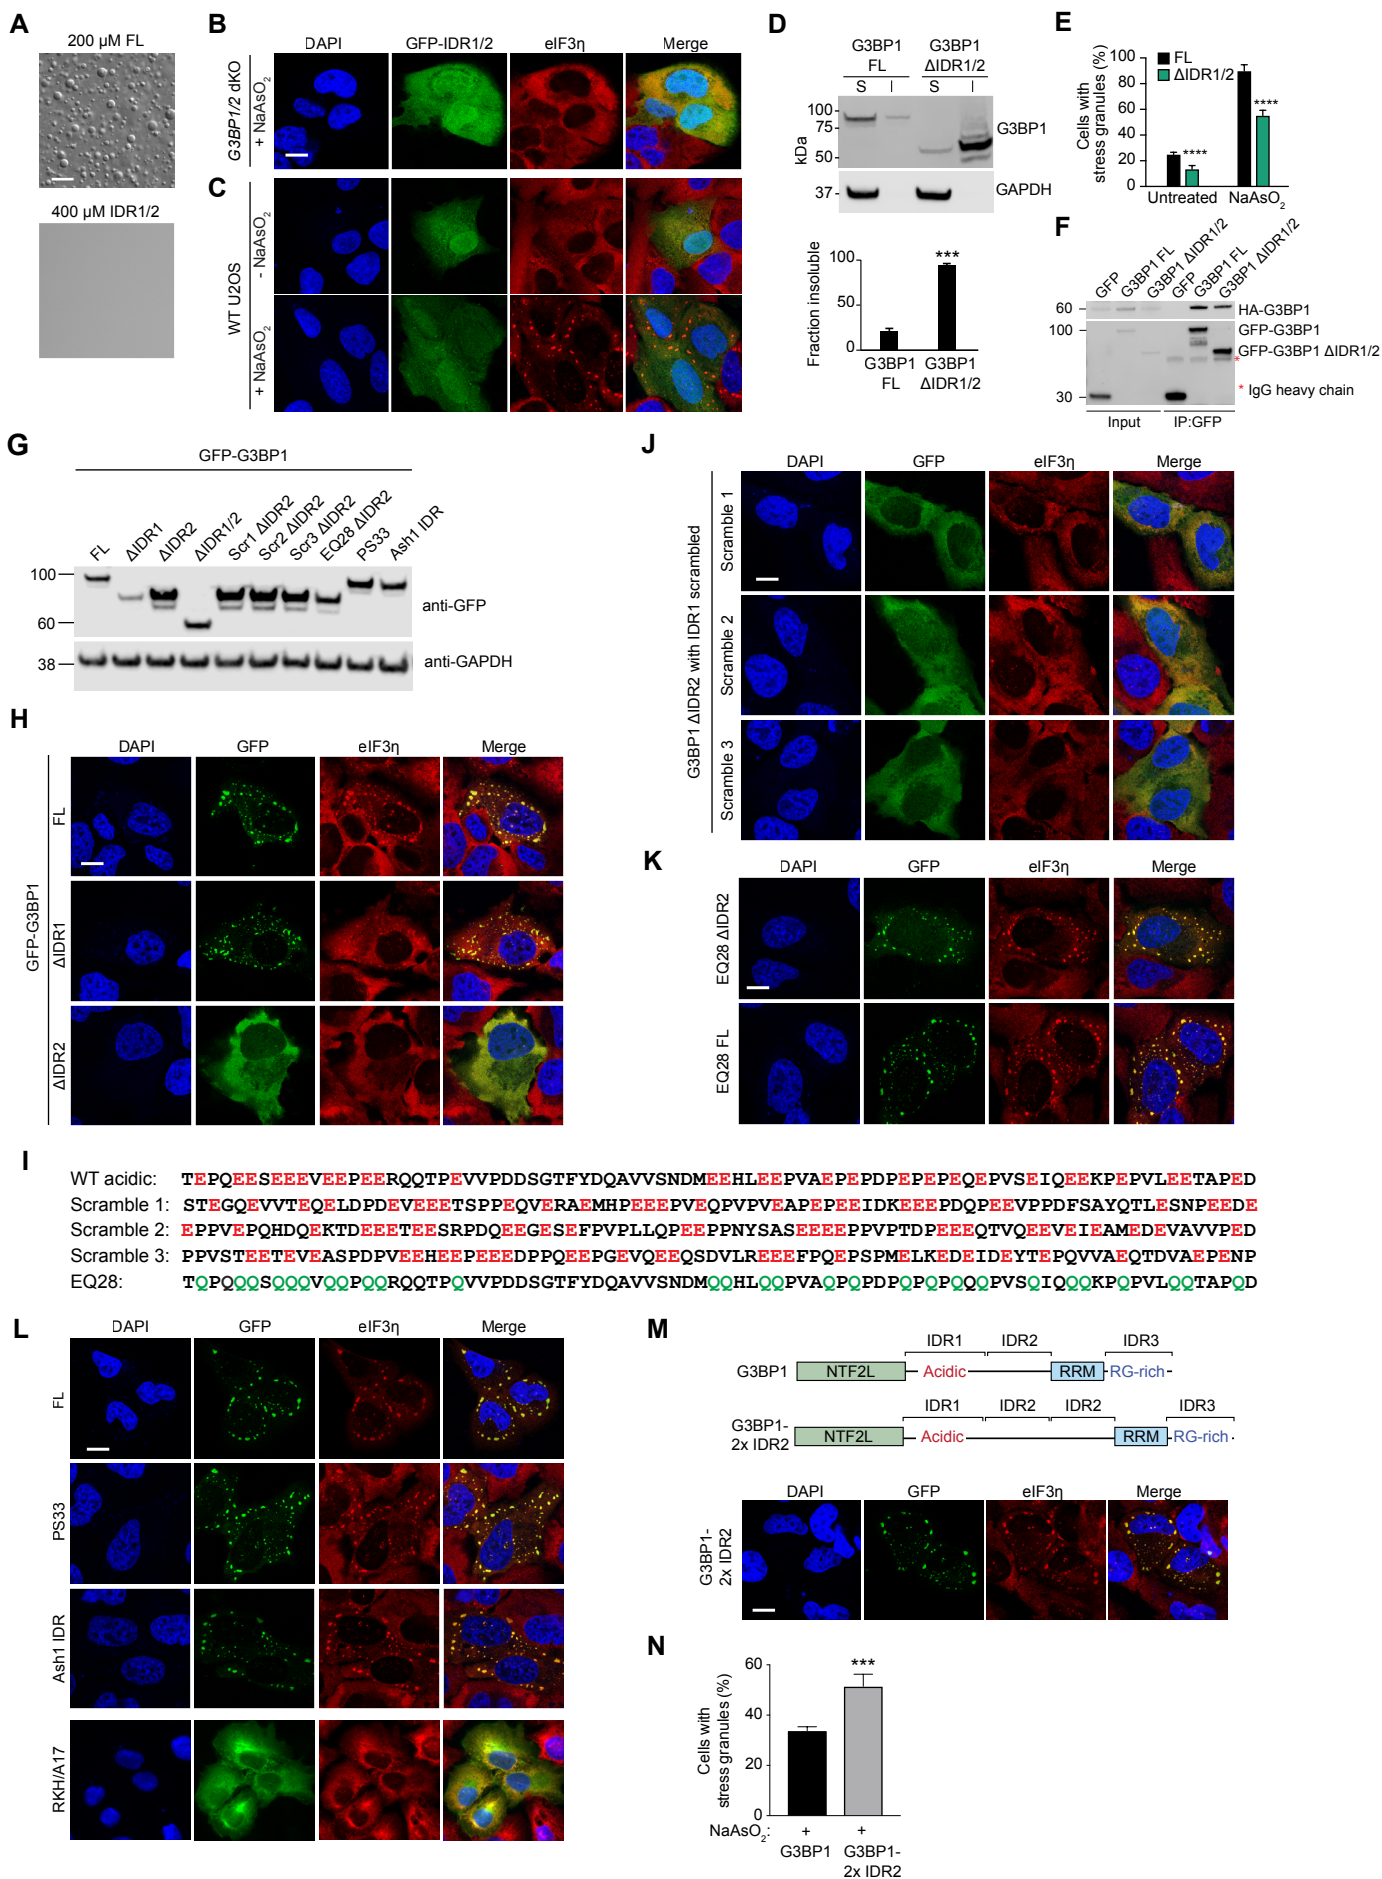 A
200 µM FL
400 µM IDR1/2
B
DAPI GFP-IDR1/2 eIF3η Merge
G3BP1/2 dKO
+ NaAsO2
C
WT U2OS
- NaAsO2
+ NaAsO2
D
G3BP1 FL
G3BP1 ΔIDR1/2
S I S I
kDa
100
75
50
37
G3BP1
GAPDH
Fraction insoluble
100
50
0
***
G3BP1 FL
G3BP1 ΔIDR1/2
E
FL
ΔIDR1/2
Cells with stress granules (%)
100
80
60
40
20
0
****
****
Untreated NaAsO2
F
GFP
G3BP1 FL
G3BP1 ΔIDR1/2
GFP
G3BP1 FL
G3BP1 ΔIDR1/2
60
100
30
HA-G3BP1
GFP-G3BP1
GFP-G3BP1 ΔIDR1/2
*
* IgG heavy chain
Input IP:GFP
G
GFP-G3BP1
FL
ΔIDR1
ΔIDR2
ΔIDR1/2
Scr1 ΔIDR2
Scr2 ΔIDR2
Scr3 ΔIDR2
EQ28 ΔIDR2
PS33
Ash1 IDR
100
60
38
anti-GFP
anti-GAPDH
H
DAPI GFP eIF3η Merge
GFP-G3BP1
FL
ΔIDR1
ΔIDR2
J
DAPI GFP eIF3η Merge
G3BP1 ΔIDR2 with IDR1 scrambled
Scramble 1
Scramble 2
Scramble 3
K
DAPI GFP eIF3η Merge
EQ28 ΔIDR2
EQ28 FL
I
WT acidic: TEPQEESEEEVEEPEERQQTPEVVPDDSGTFYDQAVVSNDMEEHLEEPVAEPEPDPEPEPEQEPVSEIQEEKPEPVLEETAPED
Scramble 1: STEGQEVVTEQELDPDEVEEETSPPEQVERAEMHPEEEPVEQPVPVEAPEPEEIDKEEEPDQPEEVPPDFSAYQTLESNPEEDE
Scramble 2: EPPVEPQHDQEKTDEEETEESRPDQEEGESEFPVPLLQPEEPPNYSASEEEEPPVPTDPEEEQTVQEEVEIEAMEDEVAVVPED
Scramble 3: PPVSTEETEVEASPDPVEEHEEPEEEDPPQEEPGEVQEEQSDVLREEEFPQEPSPMELKEDEIDEYTEPQVVAEQTDVAEPENP
EQ28: TQPQQQSQQQVQQPQQRQQTPQVVPDDSGTFYDQAVVSNDMQQHLQQPVAQPQPDPQPQPQQQPVSQIQQQKPQPVLQQTAPQD
L
DAPI GFP eIF3η Merge
FL
PS33
Ash1 IDR
RKH/A17
M
IDR1 IDR2 IDR3
G3BP1 NTF2L Acidic RRM RG-rich
IDR1 IDR2 IDR2 IDR3
G3BP1-2x IDR2 NTF2L Acidic RRM RG-rich
DAPI GFP eIF3η Merge
G3BP1-
2x IDR2
N
Cells with stress granules (%)
60
40
20
0
***
NaAsO2: + +
G3BP1 G3BP1-
2x IDR2